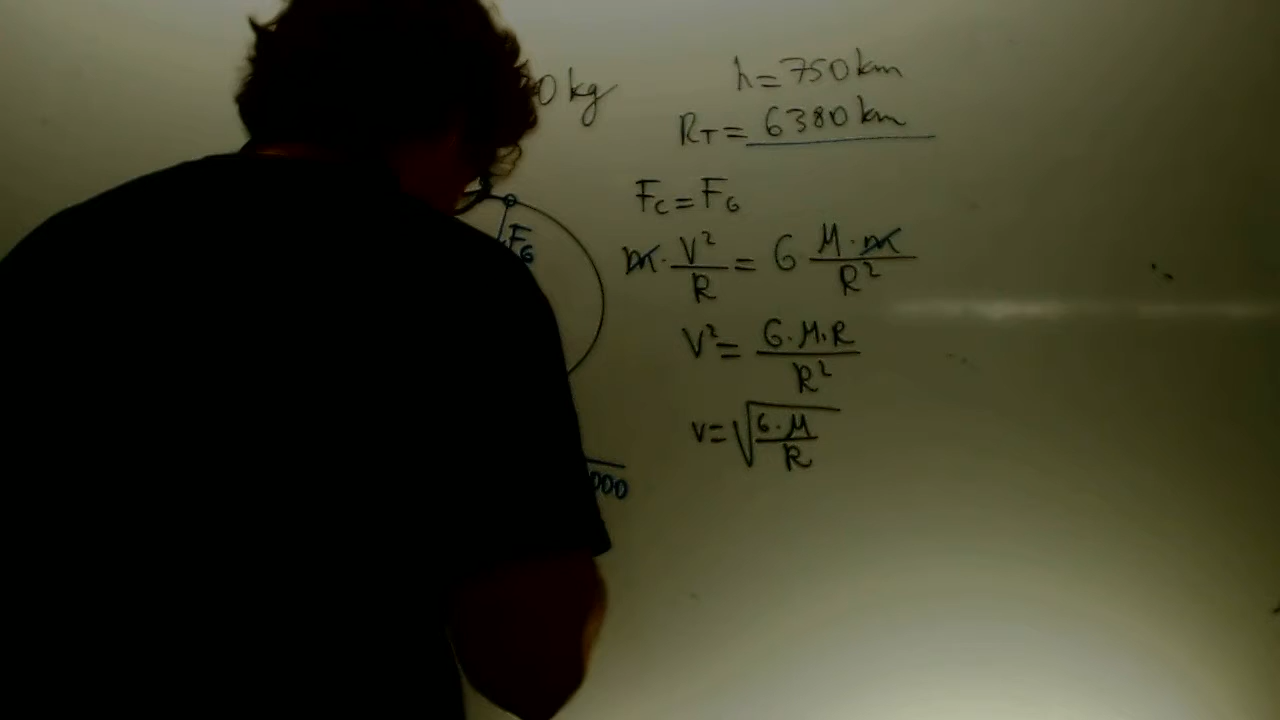 0 kg
h = 750 km
R_T = 6380 km
F_C = F_G
F_G
m · V²/R = G M · m/R²
V² = G · M · R/R²
v = √(G · M/R)
000